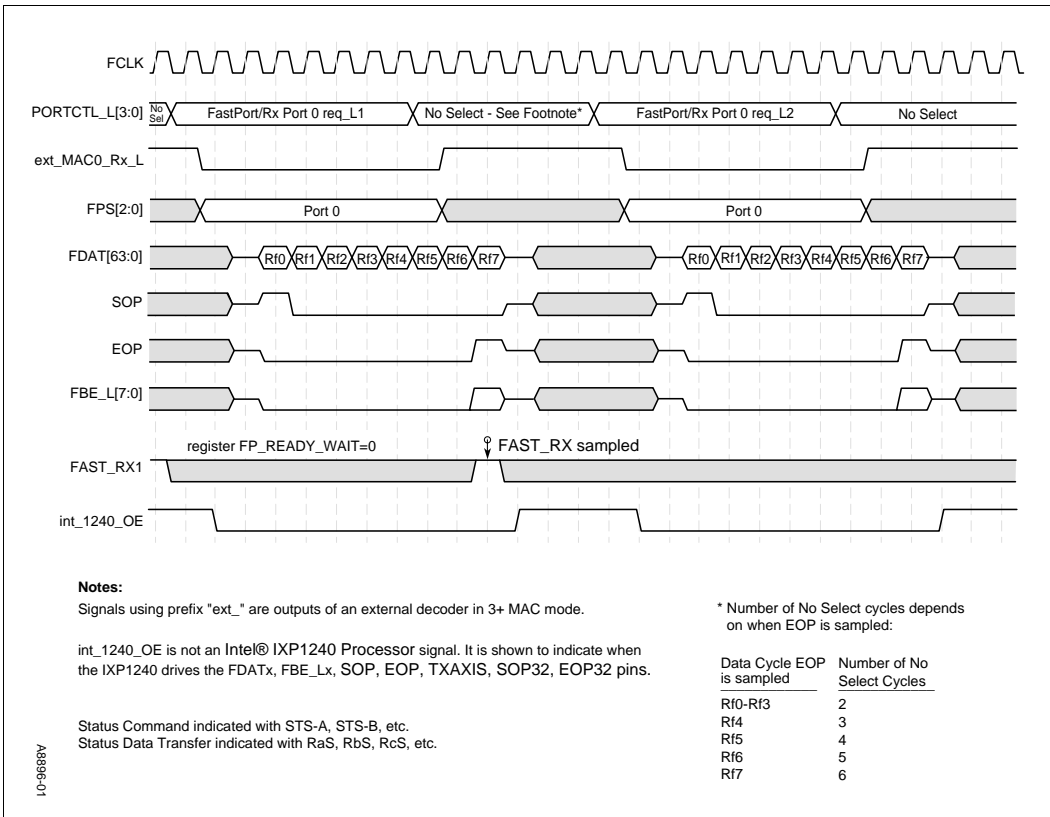 FCLK
PORTCTL_L[3:0]
No
Sel
FastPort/Rx Port 0 req_L1
No Select - See Footnote*
FastPort/Rx Port 0 req_L2
No Select
ext_MAC0_Rx_L
FPS[2:0]
Port 0
Port 0
FDAT[63:0]
Rf0 Rf1 Rf2 Rf3 Rf4 Rf5 Rf6 Rf7
Rf0 Rf1 Rf2 Rf3 Rf4 Rf5 Rf6 Rf7
SOP
EOP
FBE_L[7:0]
register FP_READY_WAIT=0
FAST_RX sampled
FAST_RX1
int_1240_OE
Notes:
Signals using prefix "ext_" are outputs of an external decoder in 3+ MAC mode.
int_1240_OE is not an Intel® IXP1240 Processor signal. It is shown to indicate when
the IXP1240 drives the FDATx, FBE_Lx, SOP, EOP, TXAXIS, SOP32, EOP32 pins.
Status Command indicated with STS-A, STS-B, etc.
Status Data Transfer indicated with RaS, RbS, RcS, etc.
* Number of No Select cycles depends
on when EOP is sampled:
Data Cycle EOP Number of No
is sampled Select Cycles
Rf0-Rf3 2
Rf4 3
Rf5 4
Rf6 5
Rf7 6
A8896-01